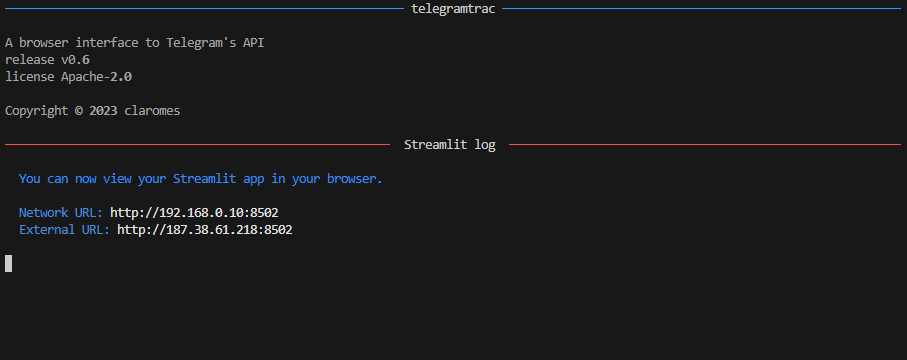 telegramtrac
A browser interface to Telegram's API
release v0.6
license Apache-2.0
Copyright © 2023 claromes
Streamlit log
You can now view your Streamlit app in your browser.
Network URL: http://192.168.0.10:8502
External URL: http://187.38.61.218:8502